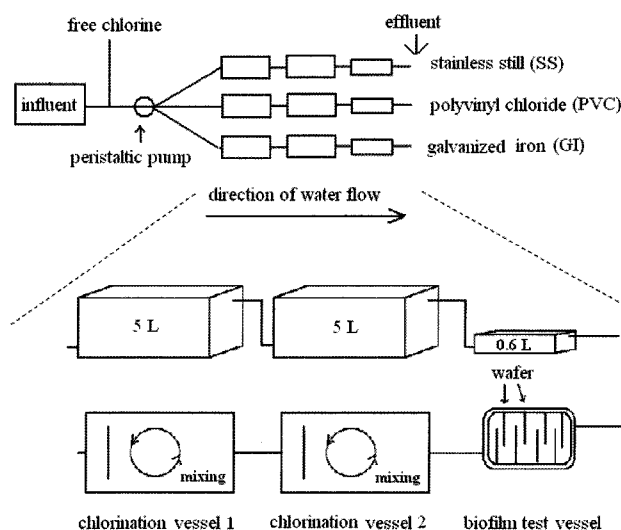 free chlorine
effluent
stainless still (SS)
influent
polyvinyl chloride (PVC)
peristaltic pump
galvanized iron (GI)
direction of water flow
5 L
5 L
0.6 L
wafer
mixing
mixing
chlorination vessel 1
chlorination vessel 2
biofilm test vessel